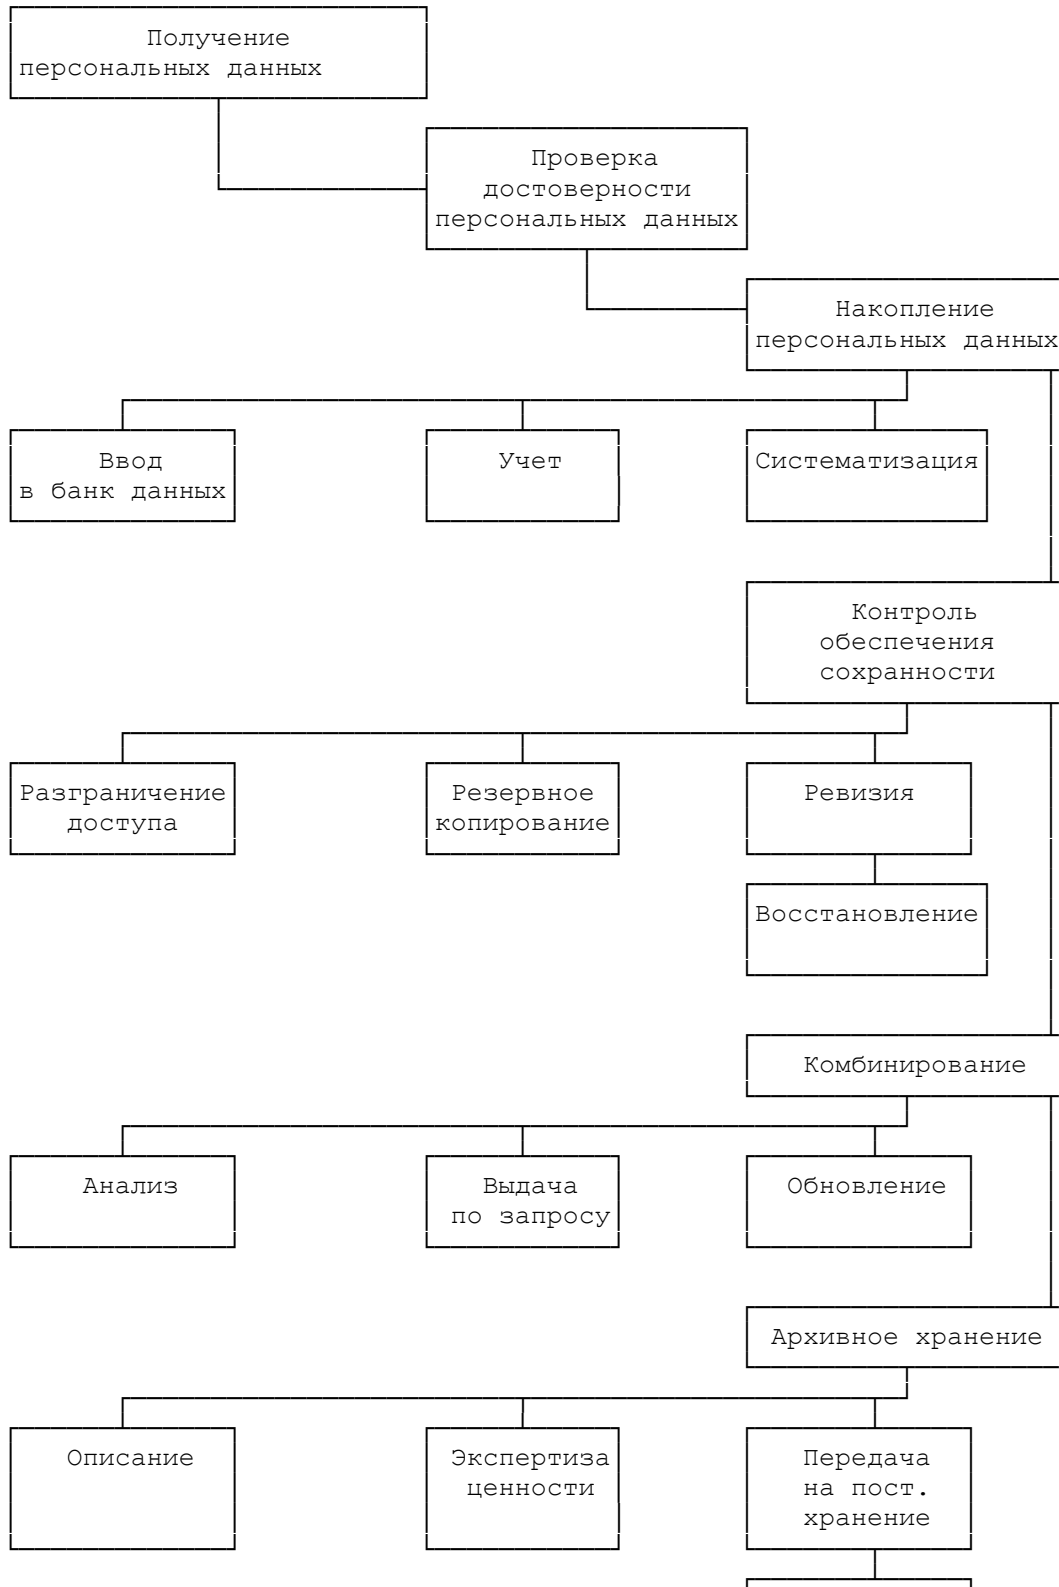 Получение
персональных данных
Проверка
достоверности
персональных данных
Накопление
персональных данных
Ввод
в банк данных
Учет
Систематизация
Контроль
обеспечения
сохранности
Разграничение
доступа
Резервное
копирование
Ревизия
Восстановление
Комбинирование
Анализ
Выдача
по запросу
Обновление
Архивное хранение
Описание
Экспертиза
ценности
Передача
на пост.
хранение